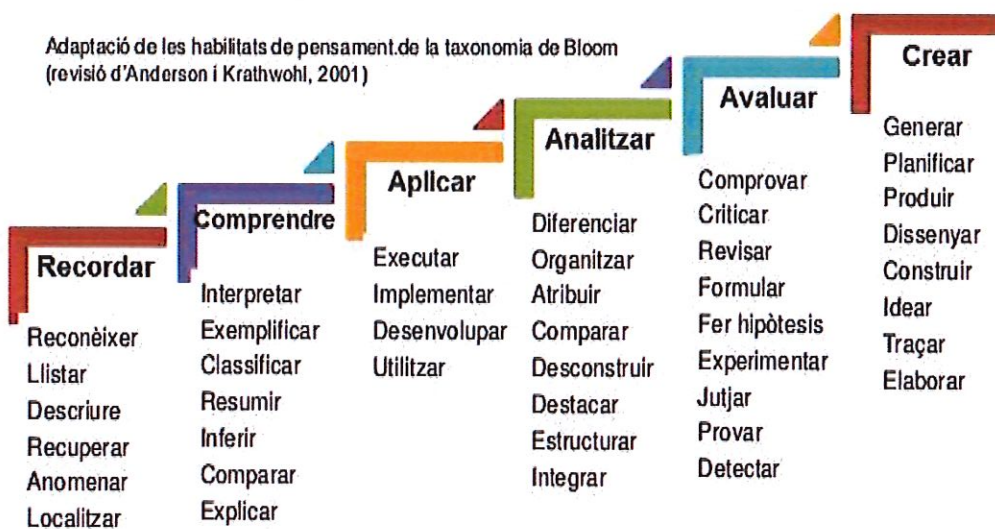 Adaptació de les habilitats de pensament.de la taxonomia de Bloom
(revisió d'Anderson i Krathwohl, 2001)
Recordar
Reconèixer
Llistar
Descriure
Recuperar
Anomenar
Localitzar
Comprendre
Interpretar
Exemplificar
Classificar
Resumir
Inferir
Comparar
Explicar
Aplicar
Executar
Implementar
Desenvolupar
Utilitzar
Analitzar
Diferenciar
Organitzar
Atribuir
Comparar
Desconstruir
Destacar
Estructurar
Integrar
Avaluar
Comprovar
Criticar
Revisar
Formular
Fer hipòtesis
Experimentar
Jutjar
Provar
Detectar
Crear
Generar
Planificar
Produir
Dissenyar
Construir
Idear
Traçar
Elaborar